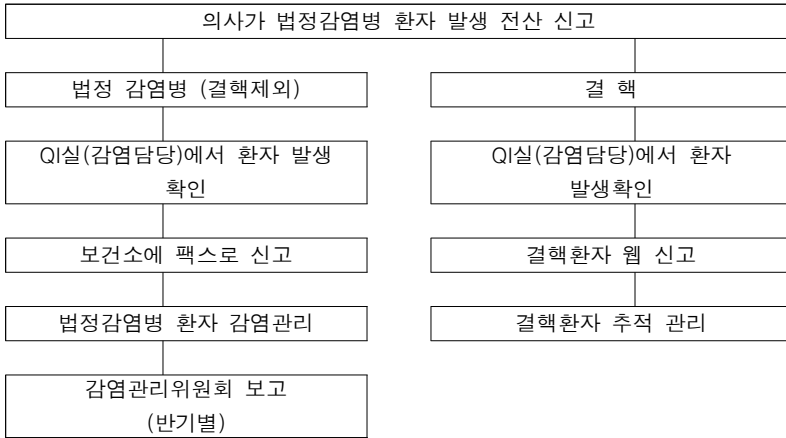 의사가 법정감염병 환자 발생 전산 신고
법정 감염병 (결핵제외)
결 핵
QI실(감염담당)에서 환자 발생
확인
QI실(감염담당)에서 환자
발생확인
보건소에 팩스로 신고
결핵환자 웹 신고
법정감염병 환자 감염관리
결핵환자 추적 관리
감염관리위원회 보고
(반기별)